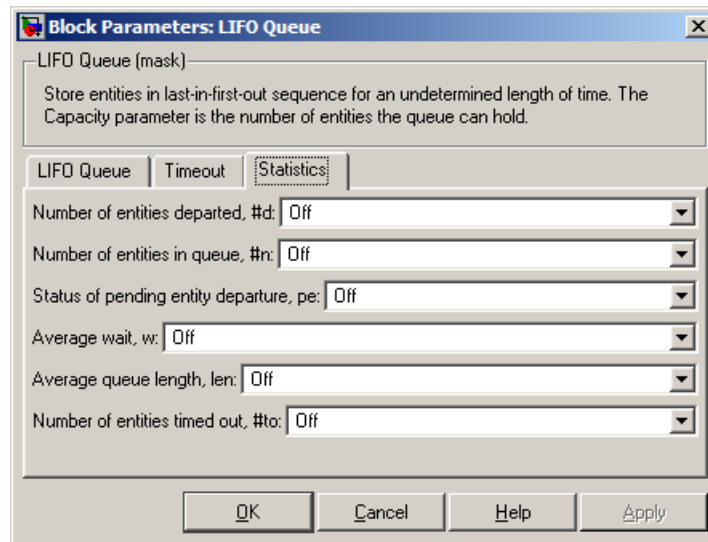 Block Parameters: LIFO Queue
LIFO Queue (mask)
Store entities in last-in-first-out sequence for an undetermined length of time. The
Capacity parameter is the number of entities the queue can hold.
LIFO Queue Timeout Statistics
Number of entities departed, #d: Off
Number of entities in queue, #n: Off
Status of pending entity departure, pe: Off
Average wait, w: Off
Average queue length, len: Off
Number of entities timed out, #to: Off
OK Cancel Help Apply